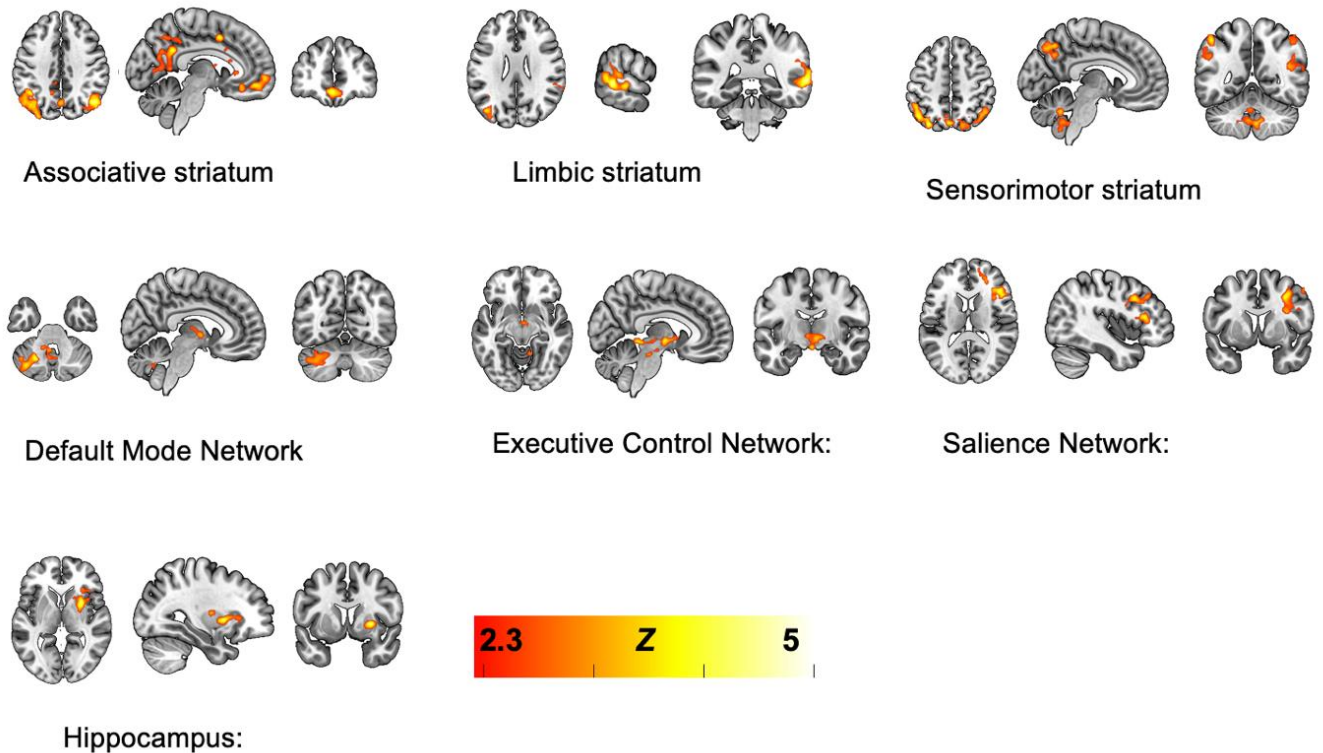 Associative striatum
Limbic striatum
Sensorimotor striatum
Default Mode Network
Executive Control Network:
Salience Network:
2.3 Z 5
Hippocampus: